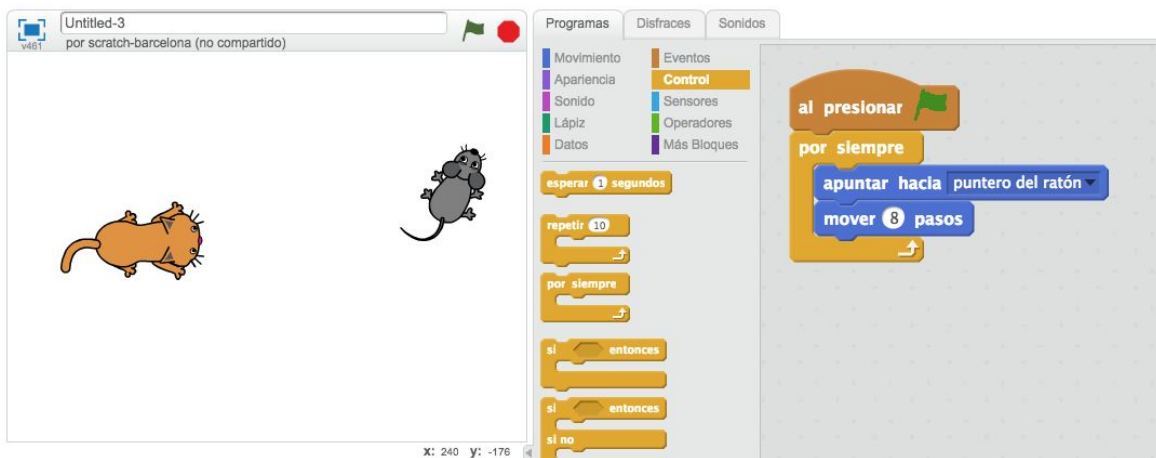 Untitled-3
v461
por scratch-barcelona (no compartido)
x: 240 y: -176
Programas
Disfraces
Sonidos
Movimiento
Eventos
Apariencia
Control
Sonido
Sensores
Lápiz
Operadores
Datos
Más Bloques
esperar 1 segundos
repetir 10
por siempre
si entonces
si entonces
si no
al presionar
por siempre
apuntar hacia puntero del ratón
mover 8 pasos